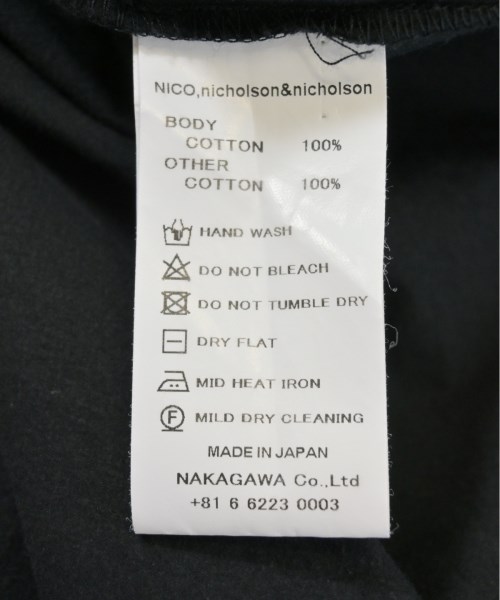 NICO,nicholson&nicholson
BODY
COTTON 100%
OTHER
COTTON 100%
HAND WASH
DO NOT BLEACH
DO NOT TUMBLE DRY
DRY FLAT
MID HEAT IRON
F MILD DRY CLEANING
MADE IN JAPAN
NAKAGAWA Co.,Ltd
+81 6 6223 0003